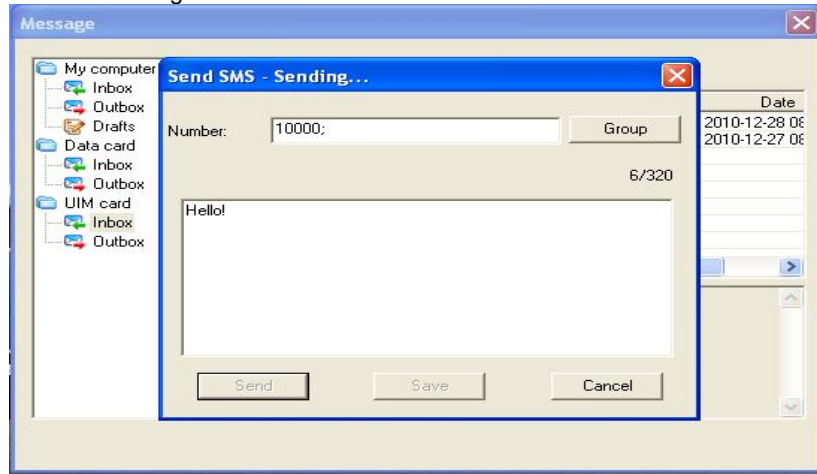 Message
My computer
Inbox
Outbox
Drafts
Data card
Inbox
Outbox
UIM card
Inbox
Outbox
Send SMS - Sending...
Number:
10000;
Group
6/320
Hello!
Send
Save
Cancel
Date
2010-12-28 08
2010-12-27 08